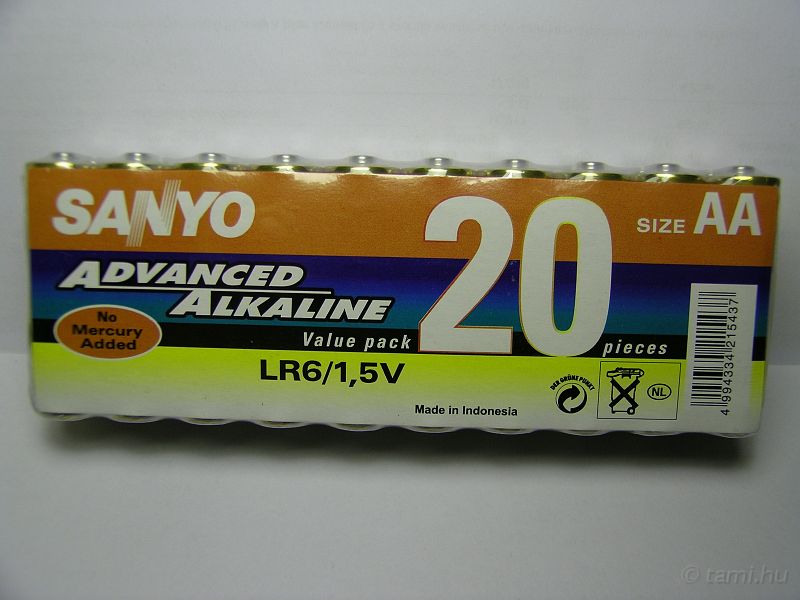 SANYO
20
SIZE AA
ADVANCED
ALKALINE
No
Mercury
Added
Value pack
pieces
LR6/1,5V
DER GRÜNE PUNKT
NL
Made in Indonesia
4 994334 215437
© tami.hu